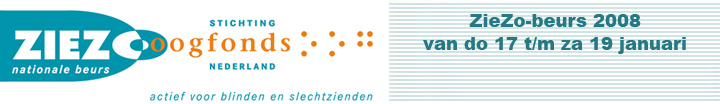 ZIEZO
nationale beurs
STICHTING
oogfonds
NEDERLAND
actief voor blinden en slechtzienden
ZieZo-beurs 2008
van do 17 t/m za 19 januari